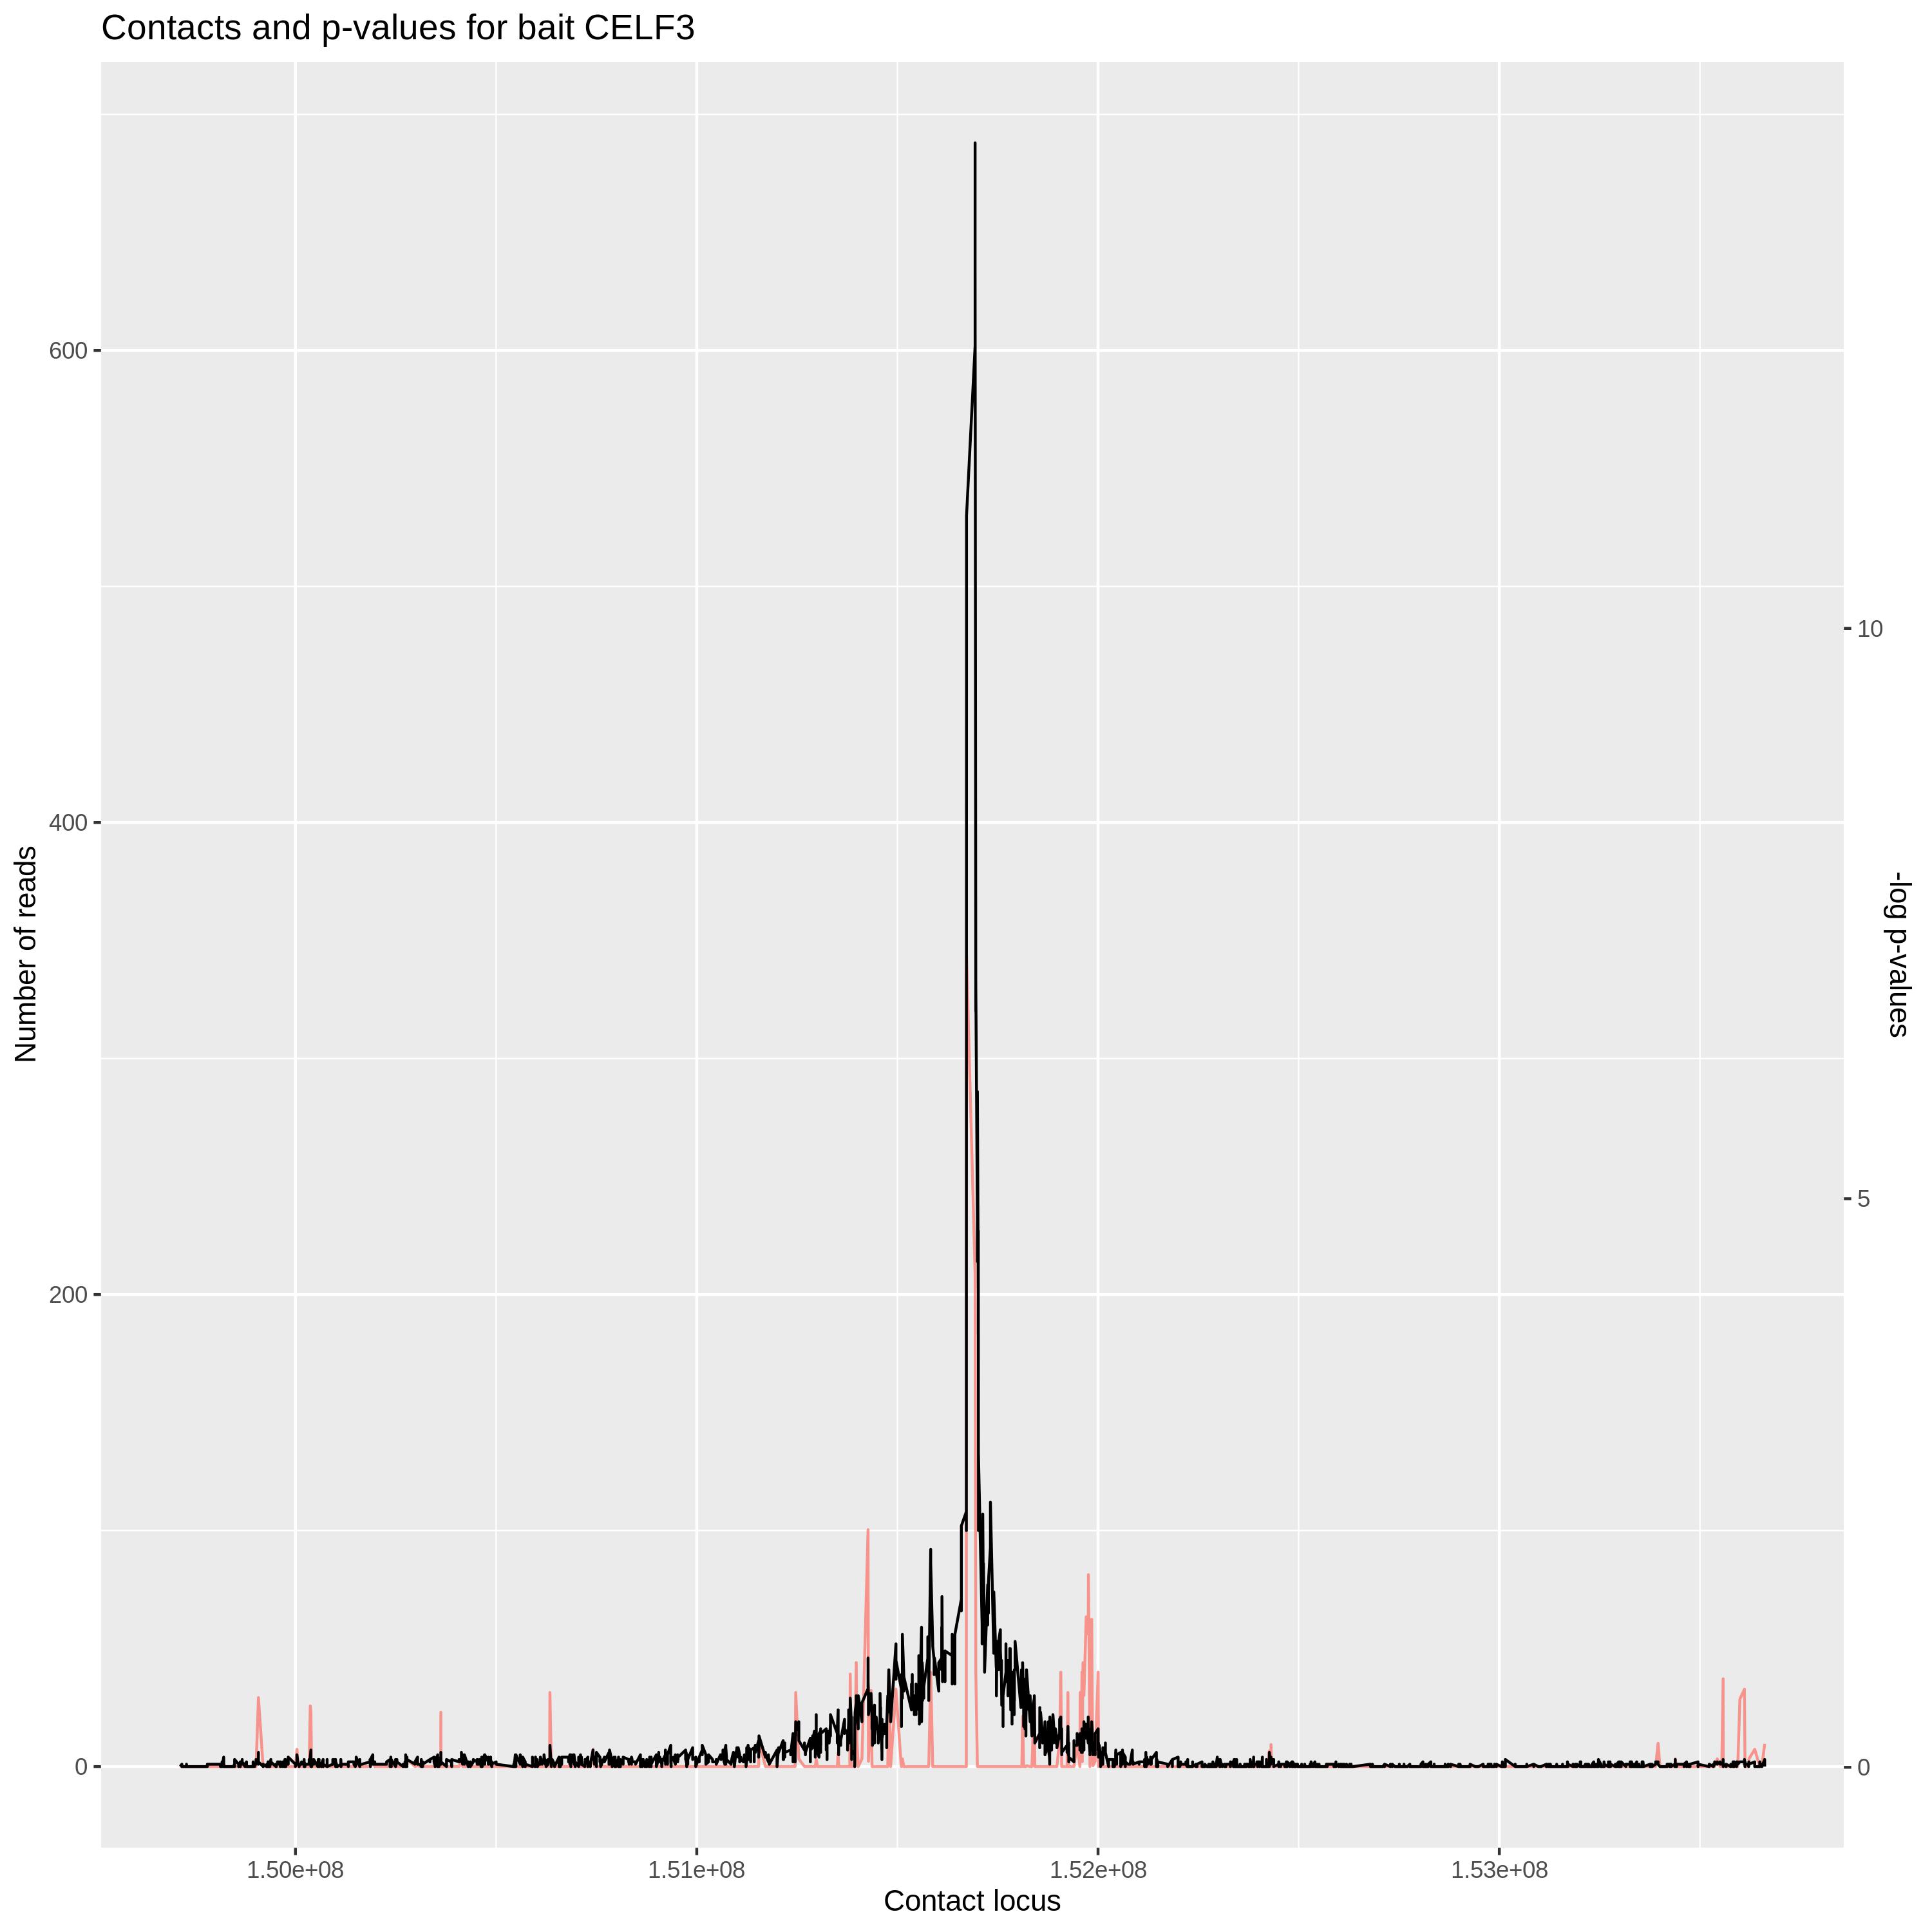 Contacts and p-values for bait CELF3
600
400
200
0
Number of reads
10
5
0
-log p-values
1.50e+08
1.51e+08
1.52e+08
1.53e+08
Contact locus